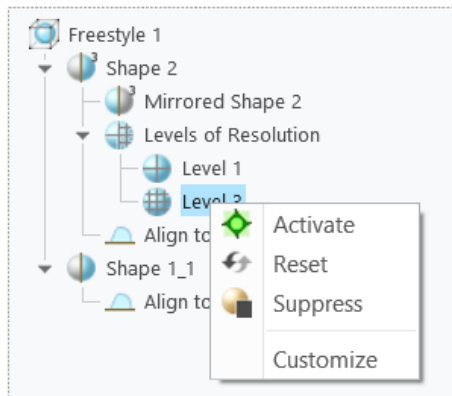 Freestyle 1
3
Shape 2
3
Mirrored Shape 2
Levels of Resolution
Level 1
Level
Activate
Align to
Reset
Shape 1_1
Align to
Suppress
Customize